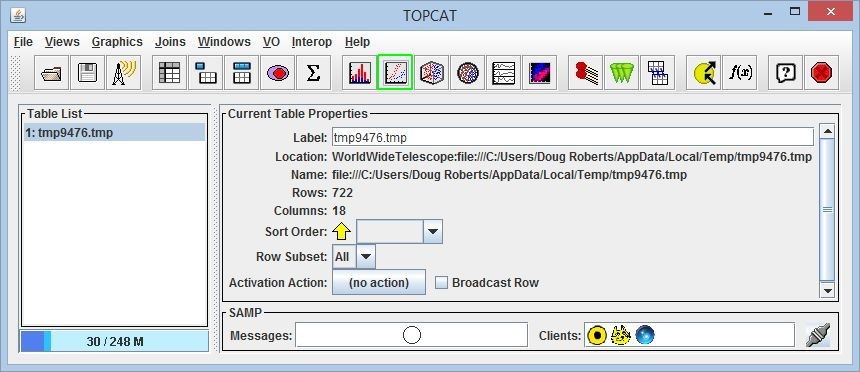 TOPCAT
File Views Graphics Joins Windows VO Interop Help
Σ f(x) ?
Table List
1: tmp9476.tmp
30 / 248 M
Current Table Properties
Label: tmp9476.tmp
Location: WorldWideTelescope:file:///C:/Users/Doug Roberts/AppData/Local/Temp/tmp9476.tmp
Name: file:///C:/Users/Doug Roberts/AppData/Local/Temp/tmp9476.tmp
Rows: 722
Columns: 18
Sort Order:
Row Subset: All
Activation Action: (no action) Broadcast Row
SAMP
Messages: Clients: